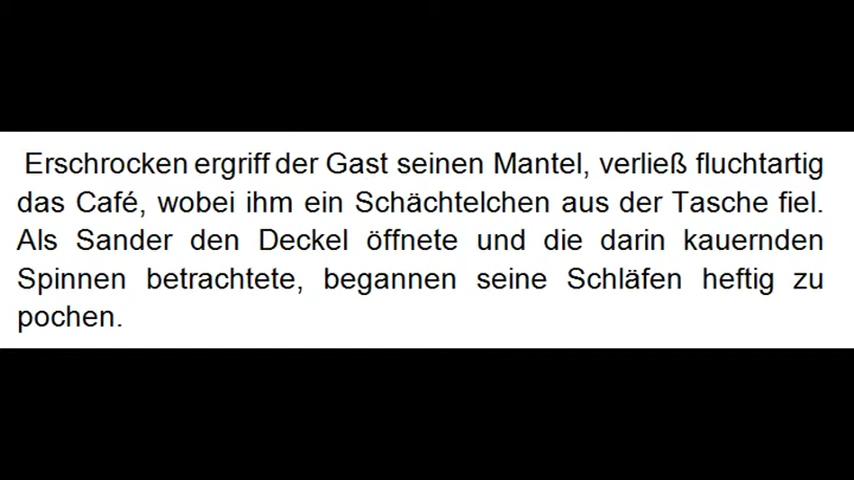 Erschrocken ergriff der Gast seinen Mantel, verließ fluchtartig
das Café, wobei ihm ein Schächtelchen aus der Tasche fiel.
Als Sander den Deckel öffnete und die darin kauernden
Spinnen betrachtete, begannen seine Schläfen heftig zu
pochen.